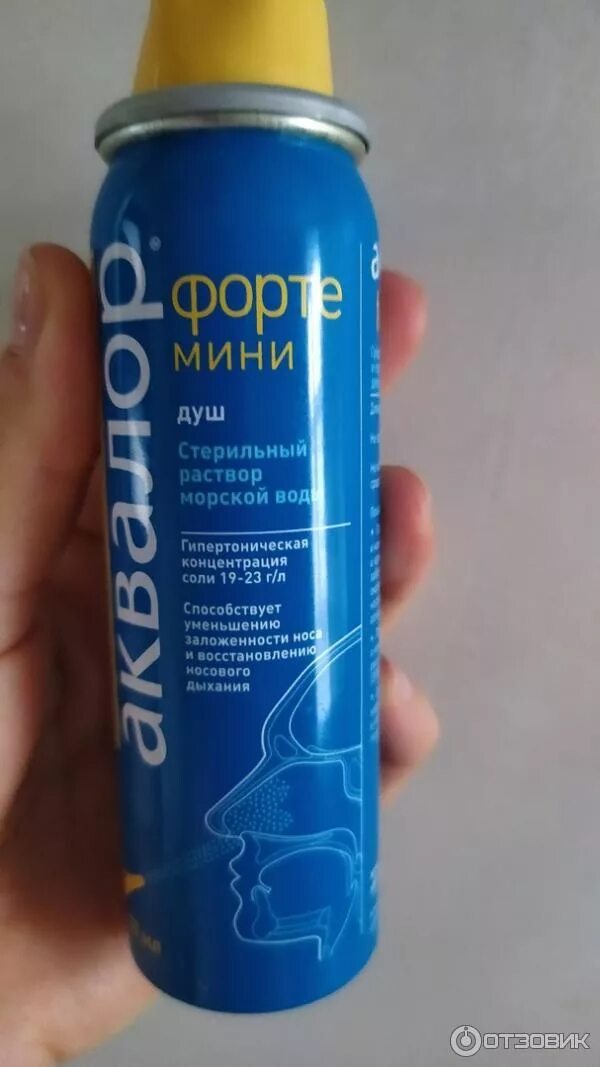 аквалор®
форте
мини
душ
Стерильный
раствор
морской воды
Гипертоническая
концентрация
соли 19-23 г/л
Способствует
уменьшению
заложенности носа
и восстановлению
носового
дыхания
мл
ОТЗОВИК